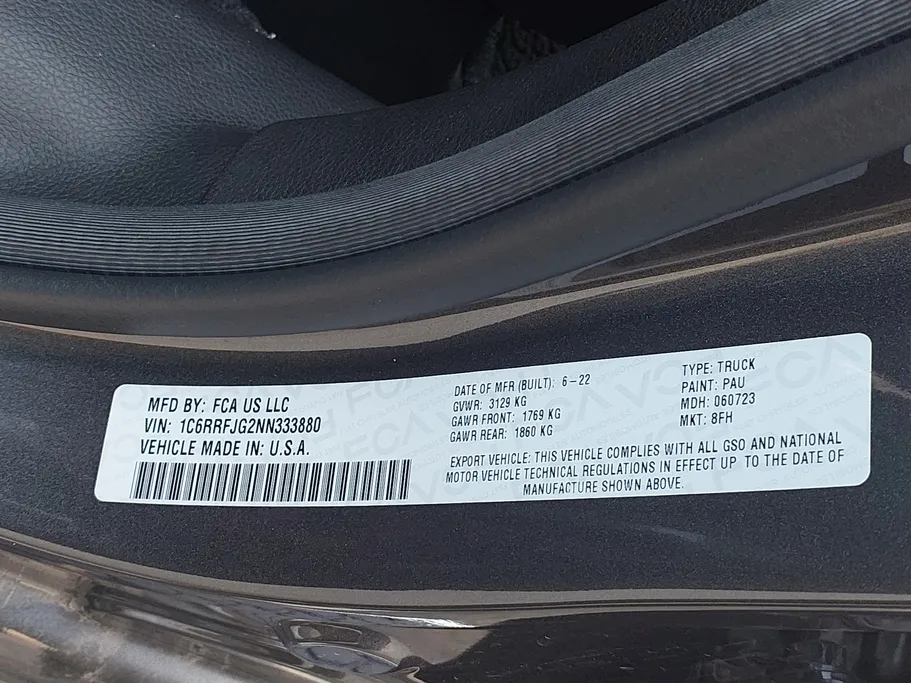 MFD BY: FCA US LLC
VIN: 1C6RRFJG2NN333880
VEHICLE MADE IN: U.S.A.
DATE OF MFR (BUILT): 6-22
GVWR: 3129 KG
GAWR FRONT: 1769 KG
GAWR REAR: 1860 KG
TYPE: TRUCK
PAINT: PAU
MDH: 060723
MKT: 8FH
EXPORT VEHICLE: THIS VEHICLE COMPLIES WITH ALL GSO AND NATIONAL
MOTOR VEHICLE TECHNICAL REGULATIONS IN EFFECT UP TO THE DATE OF
MANUFACTURE SHOWN ABOVE.